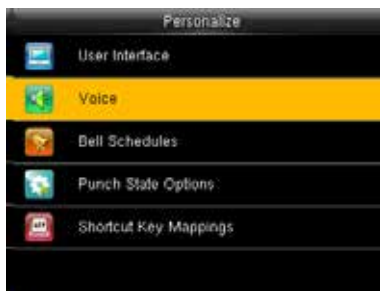 Personalize
User Interface
Voice
Bell Schedules
Punch State Options
Shortcut Key Mappings